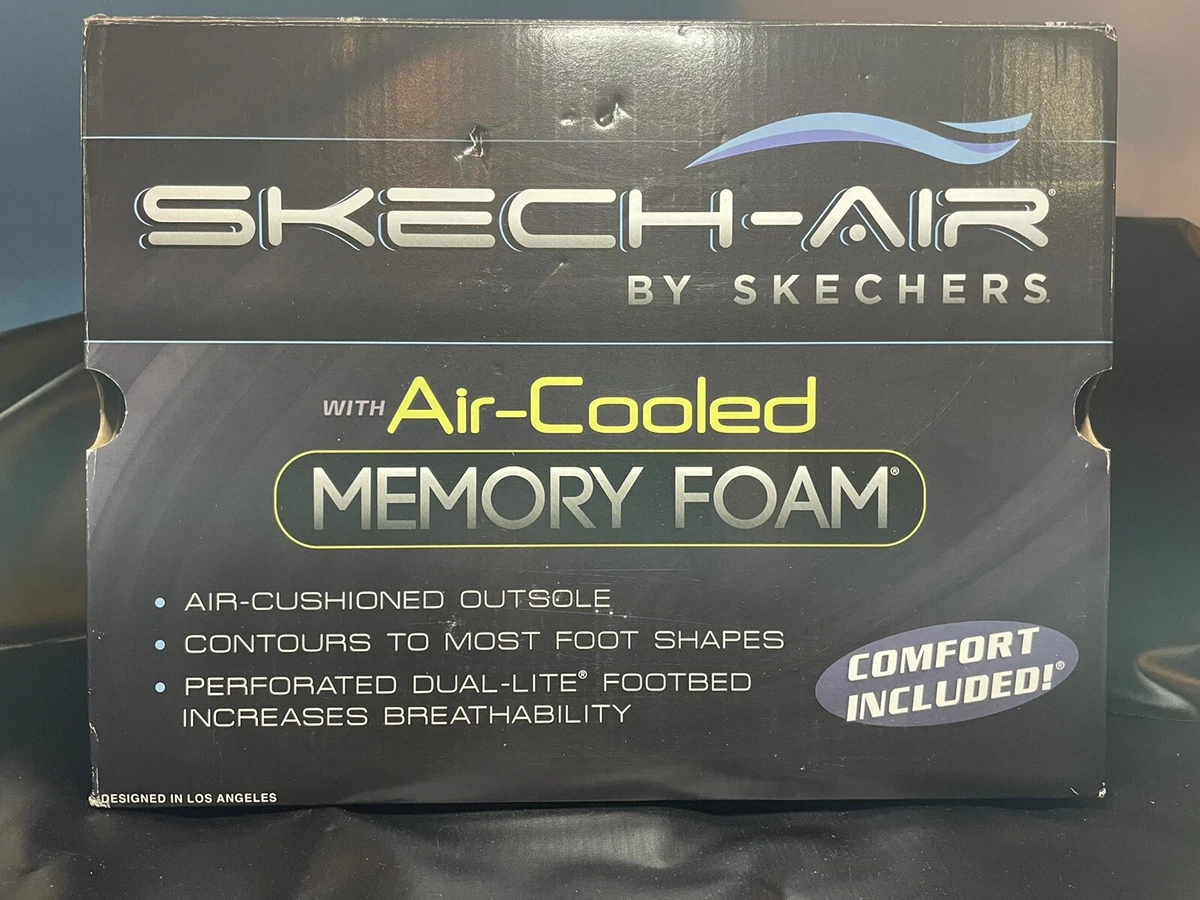 SKECH-AIR®
BY SKECHERS
WITH Air-Cooled
MEMORY FOAM®
• AIR-CUSHIONED OUTSOLE
• CONTOURS TO MOST FOOT SHAPES
• PERFORATED DUAL-LITE® FOOTBED
INCREASES BREATHABILITY
COMFORT
INCLUDED!®
DESIGNED IN LOS ANGELES